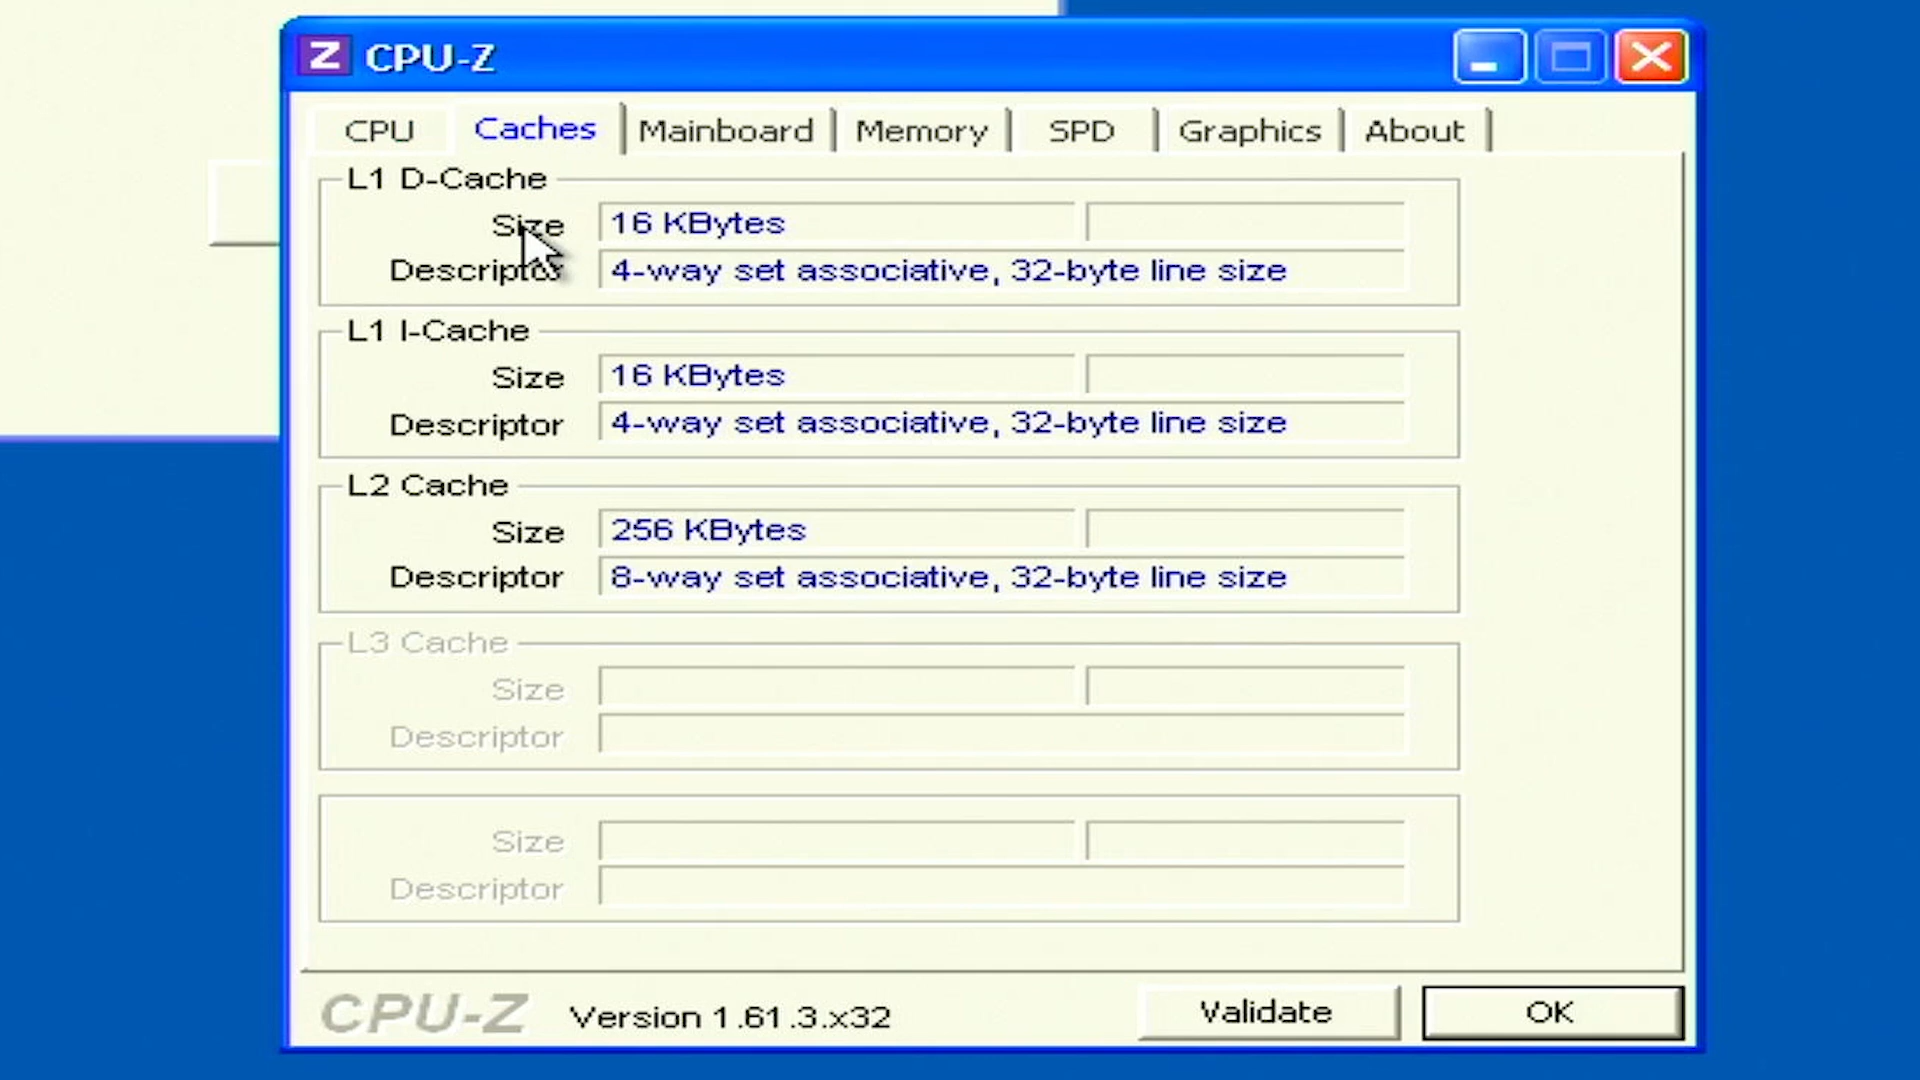 Z CPU-Z
CPU Caches Mainboard Memory SPD Graphics About
L1 D-Cache
Size 16 KBytes
Descriptor 4-way set associative, 32-byte line size
L1 I-Cache
Size 16 KBytes
Descriptor 4-way set associative, 32-byte line size
L2 Cache
Size 256 KBytes
Descriptor 8-way set associative, 32-byte line size
L3 Cache
Size
Descriptor
Size
Descriptor
CPU-Z Version 1.61.3.x32 Validate OK